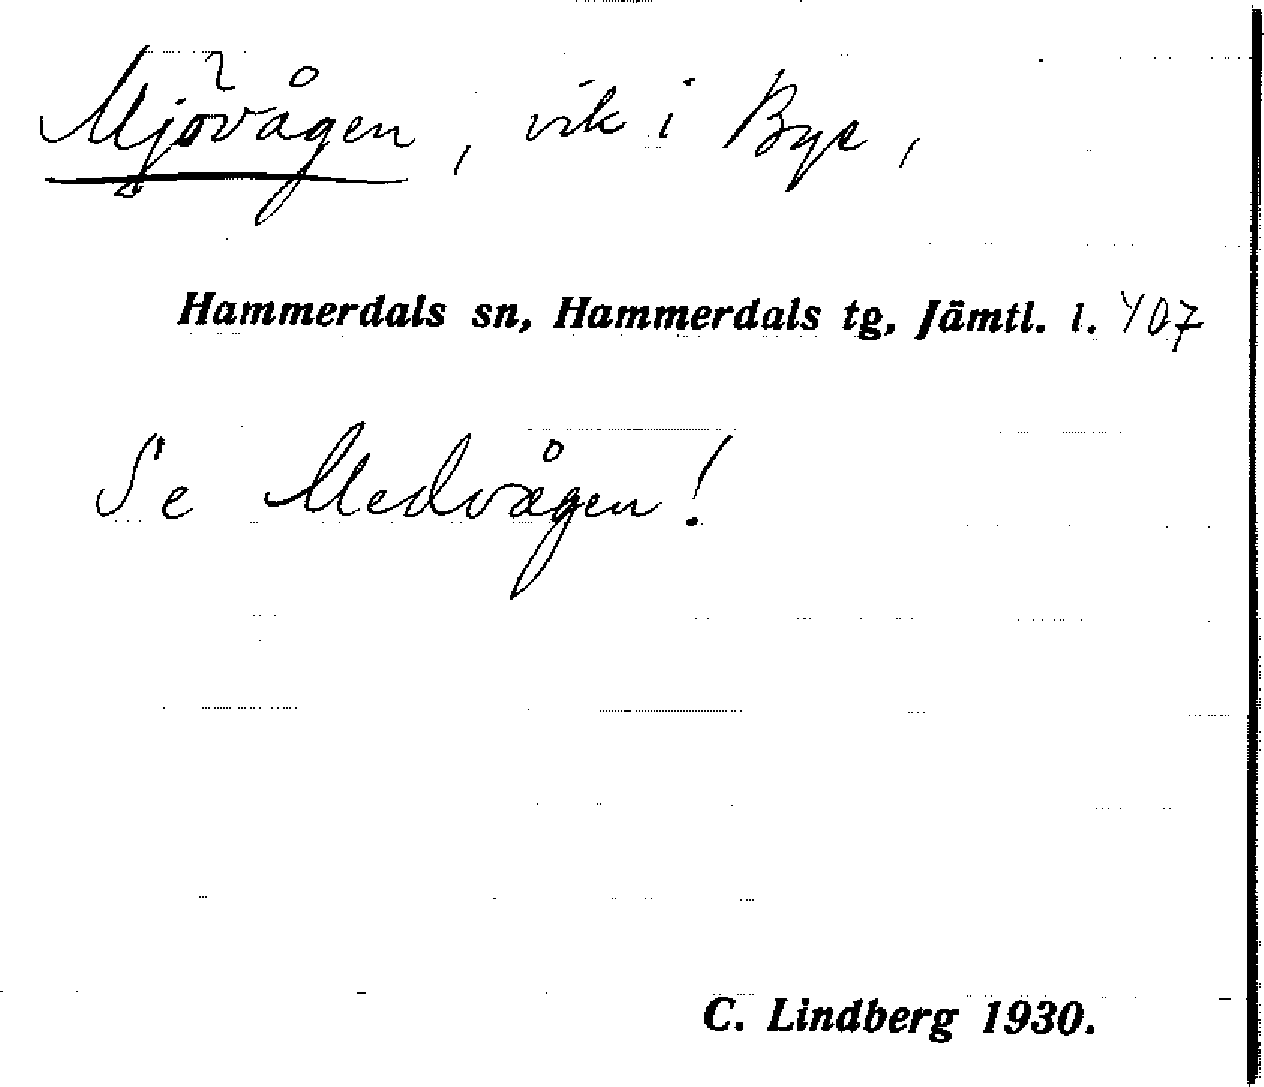 Mjövågen, vik i Bye,
Hammerdals sn, Hammerdals tg, Jämtl. l. 407
Se Medvågen!
C. Lindberg 1930.